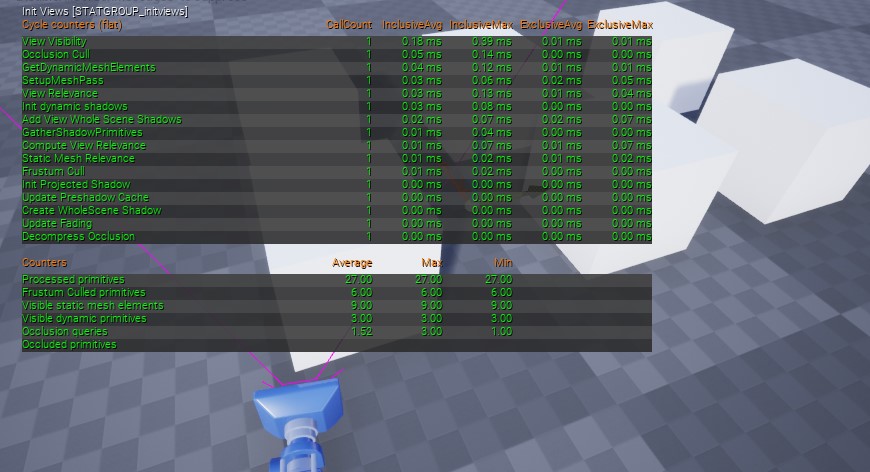 Init Views [STATGROUP_initviews]
Cycle counters (flat) CallCount InclusiveAvg InclusiveMax ExclusiveAvg ExclusiveMax
View Visibility 1 0.18 ms 0.39 ms 0.01 ms 0.01 ms
Occlusion Cull 1 0.05 ms 0.14 ms 0.00 ms 0.00 ms
GetDynamicMeshElements 1 0.04 ms 0.12 ms 0.01 ms 0.01 ms
SetupMeshPass 1 0.03 ms 0.06 ms 0.02 ms 0.05 ms
View Relevance 1 0.03 ms 0.13 ms 0.01 ms 0.04 ms
Init dynamic shadows 1 0.03 ms 0.08 ms 0.00 ms 0.00 ms
Add View Whole Scene Shadows 1 0.02 ms 0.07 ms 0.02 ms 0.07 ms
GatherShadowPrimitives 1 0.01 ms 0.04 ms 0.00 ms 0.00 ms
Compute View Relevance 1 0.01 ms 0.07 ms 0.01 ms 0.07 ms
Static Mesh Relevance 1 0.01 ms 0.02 ms 0.01 ms 0.02 ms
Frustum Cull 1 0.01 ms 0.02 ms 0.00 ms 0.00 ms
Init Projected Shadow 1 0.00 ms 0.00 ms 0.00 ms 0.00 ms
Update Preshadow Cache 1 0.00 ms 0.00 ms 0.00 ms 0.00 ms
Create WholeScene Shadow 1 0.00 ms 0.00 ms 0.00 ms 0.00 ms
Update Fading 1 0.00 ms 0.00 ms 0.00 ms 0.00 ms
Decompress Occlusion 1 0.00 ms 0.00 ms 0.00 ms 0.00 ms
Counters Average Max Min
Processed primitives 27.00 27.00 27.00
Frustum Culled primitives 6.00 6.00 6.00
Visible static mesh elements 9.00 9.00 9.00
Visible dynamic primitives 3.00 3.00 3.00
Occlusion queries 1.52 3.00 1.00
Occluded primitives